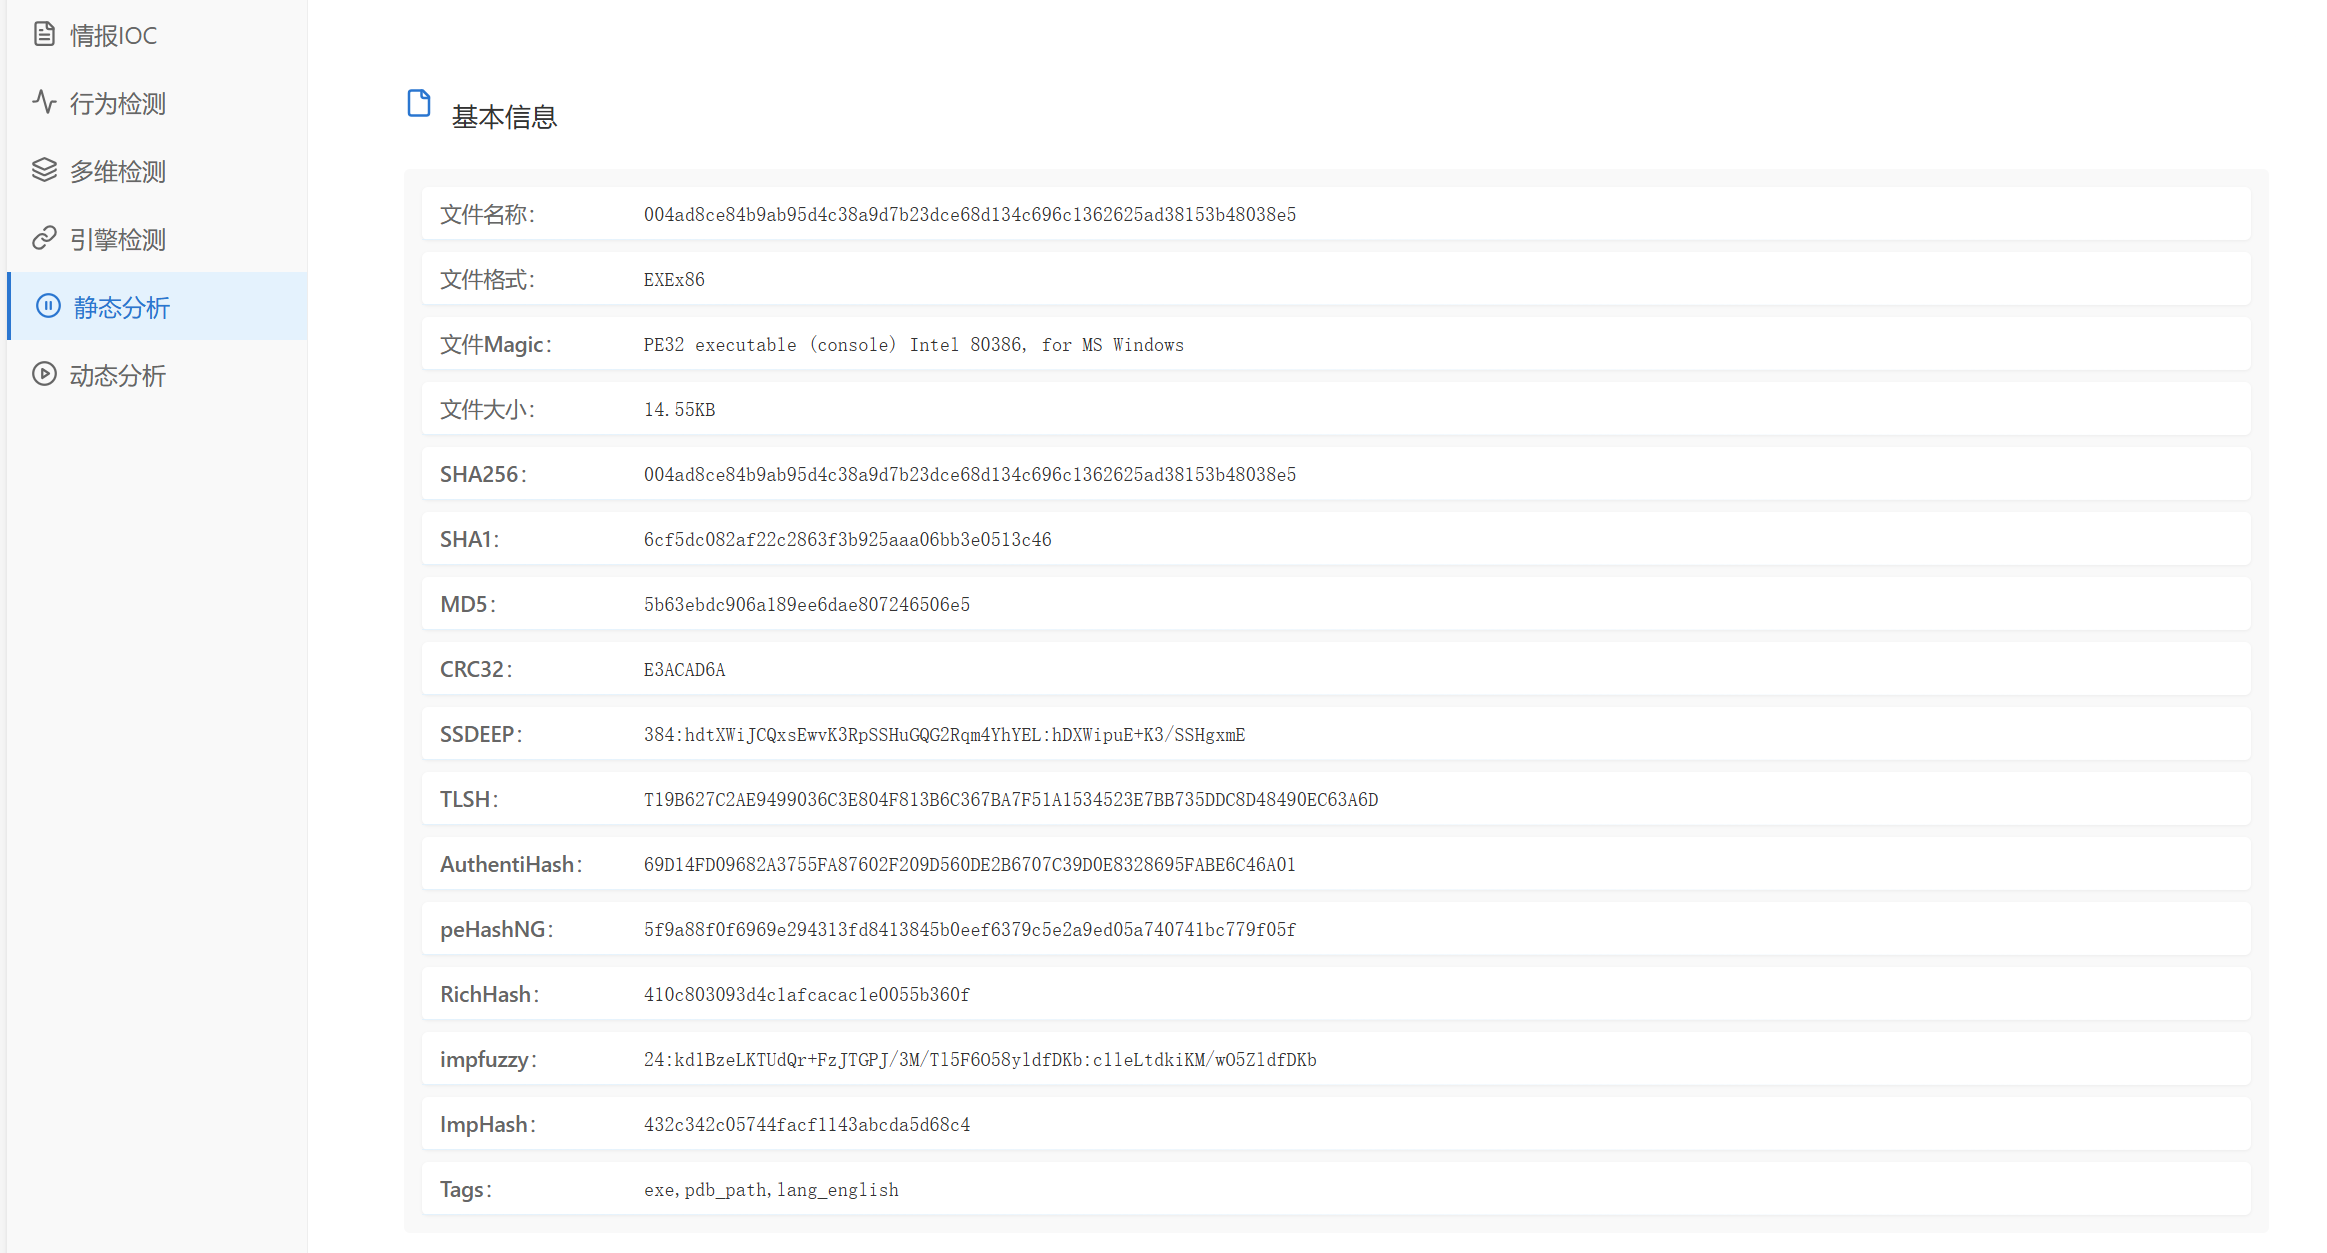 情报IOC
行为检测
多维检测
引擎检测
静态分析
动态分析
基本信息
文件名称： 004ad8ce84b9ab95d4c38a9d7b23dce68d134c696c1362625ad38153b48038e5
文件格式： EXEx86
文件Magic： PE32 executable (console) Intel 80386, for MS Windows
文件大小： 14.55KB
SHA256： 004ad8ce84b9ab95d4c38a9d7b23dce68d134c696c1362625ad38153b48038e5
SHA1： 6cf5dc082af22c2863f3b925aaa06bb3e0513c46
MD5： 5b63ebdc906a189ee6dae807246506e5
CRC32： E3ACAD6A
SSDEEP： 384:hdtXWiJCQxsEwvK3RpSSHuGQG2Rqm4YhYEL:hDXWipuE+K3/SSHgxmE
TLSH： T19B627C2AE9499036C3E804F813B6C367BA7F51A1534523E7BB735DDC8D48490EC63A6D
AuthentiHash： 69D14FD09682A3755FA87602F209D560DE2B6707C39D0E8328695FABE6C46A01
peHashNG： 5f9a88f0f6969e294313fd8413845b0eef6379c5e2a9ed05a740741bc779f05f
RichHash： 410c803093d4c1afcacac1e0055b360f
impfuzzy： 24:kdlBzeLKTUdQr+FzJTGPJ/3M/Tl5F6O58yldfDKb:clleLtdkiKM/wO5ZldfDKb
ImpHash： 432c342c05744facf1143abcda5d68c4
Tags： exe,pdb_path,lang_english